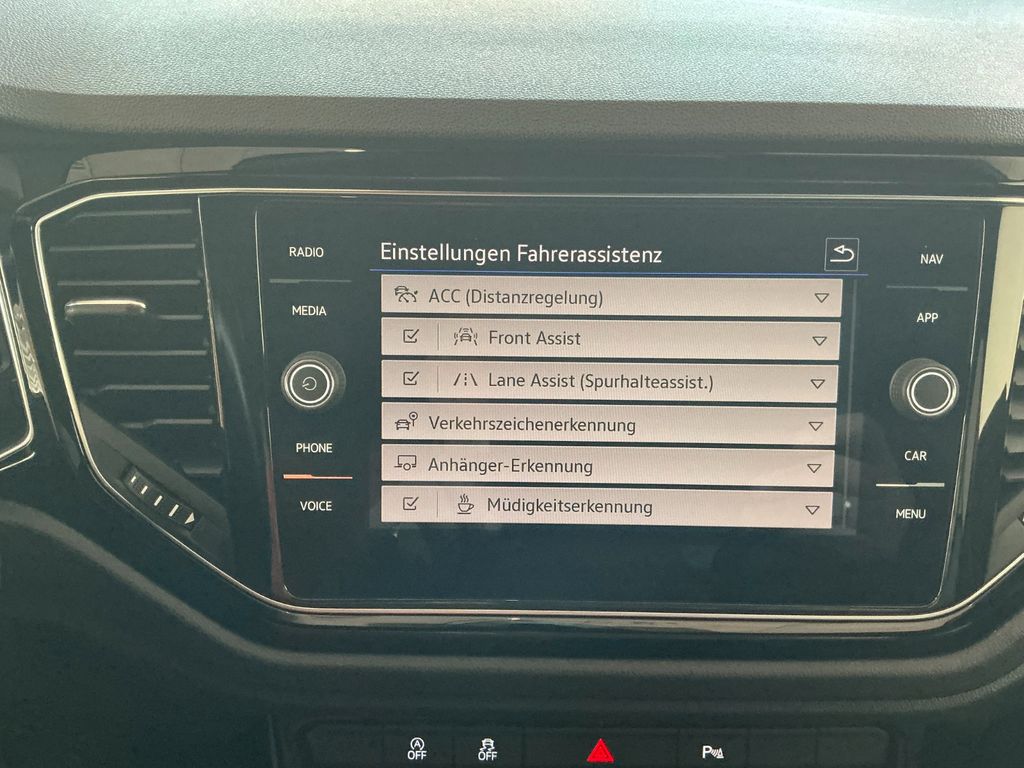 RADIO
MEDIA
PHONE
VOICE
Einstellungen Fahrerassistenz
ACC (Distanzregelung)
Front Assist
Lane Assist (Spurhalteassist.)
Verkehrszeichenerkennung
Anhänger-Erkennung
Müdigkeitserkennung
NAV
APP
CAR
MENU
A
OFF
OFF
P